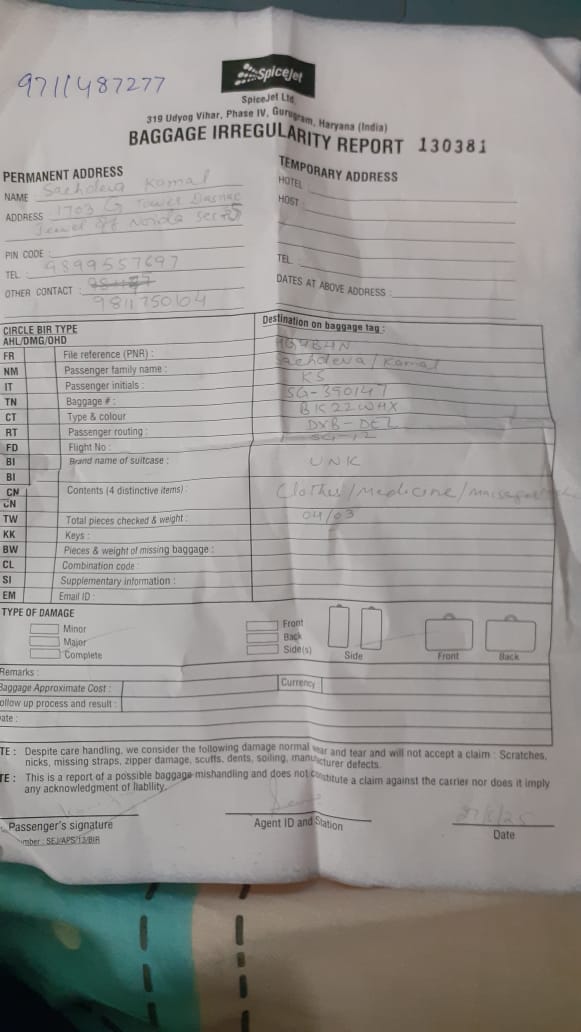 9711487277
SpiceJet
SpiceJet Ltd.
319 Udyog Vihar, Phase IV, Gurugram, Haryana (India)
BAGGAGE IRREGULARITY REPORT 130381
PERMANENT ADDRESS
NAME Sachdeva Komal
ADDRESS 1703 G Tower
Noida
PIN CODE :
TEL : 9899557697
OTHER CONTACT :
TEMPORARY ADDRESS
HOTEL
HOST
TEL.
DATES AT ABOVE ADDRESS :
CIRCLE BIR TYPE
AHL/DMG/OHD
Destination on baggage tag :
FR File reference (PNR) :
NM Passenger family name : Sachdeva / Komal
IT Passenger initials : KS
TN Baggage # : SG-390147
CT Type & colour BK22WHX
RT Passenger routing : DXB-DEL
FD Flight No : SG-12
BI Brand name of suitcase : UNK
BI
CN Contents (4 distinctive items) : Clothes/Medicine/
CN
TW Total pieces checked & weight : 04/03
KK Keys :
BW Pieces & weight of missing baggage :
CL Combination code :
SI Supplementary information :
EM Email ID :
TYPE OF DAMAGE
Minor
Major
Complete
Front
Back
Side(s)
Side
Front
Back
Remarks :
Baggage Approximate Cost :
Currency
ollow up process and result :
ate :
TE : Despite care handling, we consider the following damage normal wear and tear and will not accept a claim : Scratches,
nicks, missing straps, zipper damage, scuffs, dents, soiling, manufacturer defects.
TE : This is a report of a possible baggage mishandling and does not constitute a claim against the carrier nor does it imply
any acknowledgment of liability.
Passenger's signature
Agent ID and Station
Date
mber : SEJ/APS/13/BIR